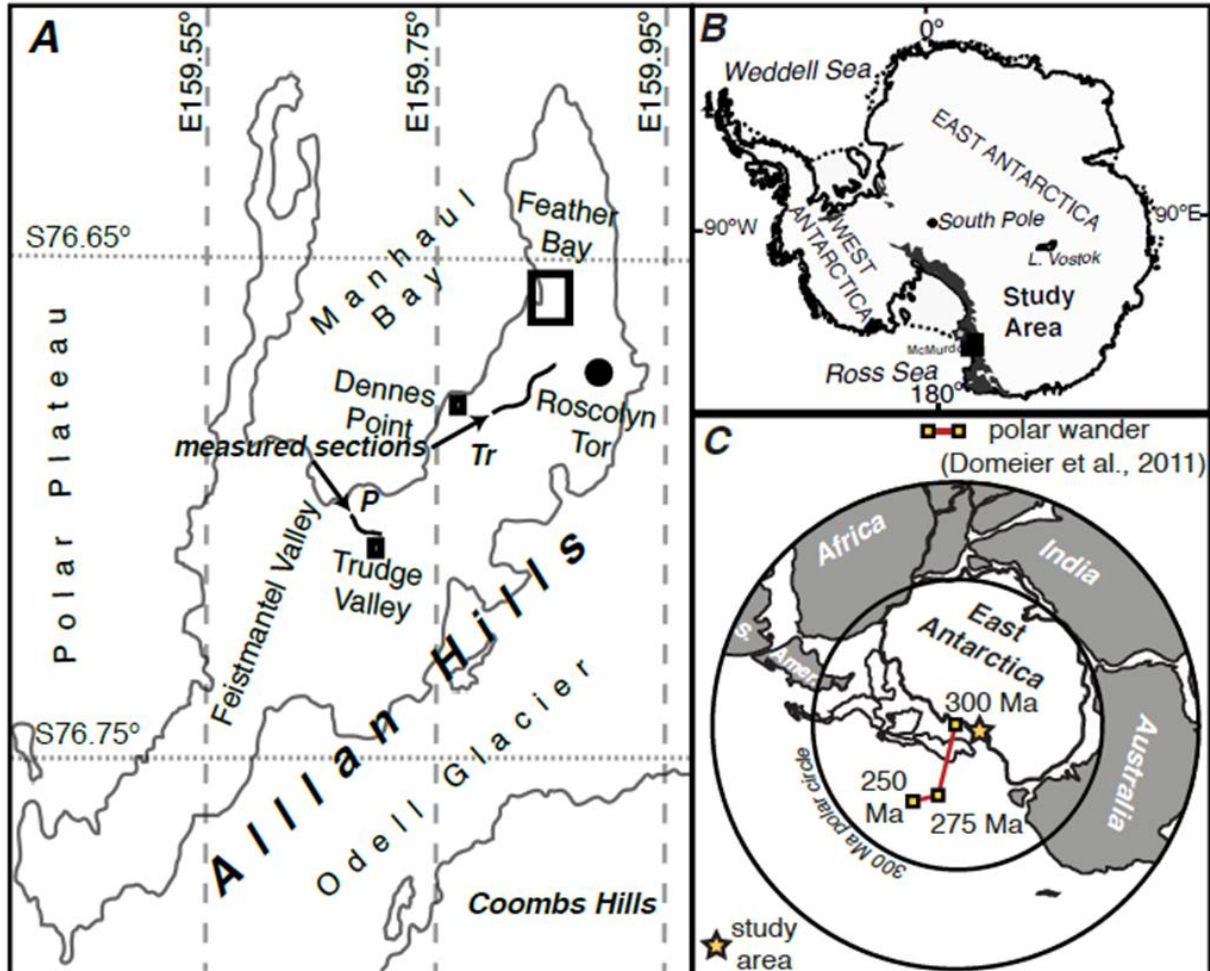 A
E159.55°
E159.75°
E159.95°
S76.65°
Manhaul
Bay
Feather
Bay
Polar Plateau
Dennes
Point
Roscolyn
Tor
measured sections
Tr
P
Feistmantel Valley
Trudge
Valley
S76.75°
Alllan Hills
Odell Glacier
Coombs Hills
B
0°
Weddell Sea
EAST ANTARCTICA
South Pole
90°W
90°E
WEST
ANTARCTICA
L. Vostok
Study
Area
McMurdo
Ross Sea
180°
C
polar wander
(Domeier et al., 2011)
Africa
India
S.
Amer.
East
Antarctica
300 Ma
250
Ma
275 Ma
Australia
300 Ma polar circle
study
area